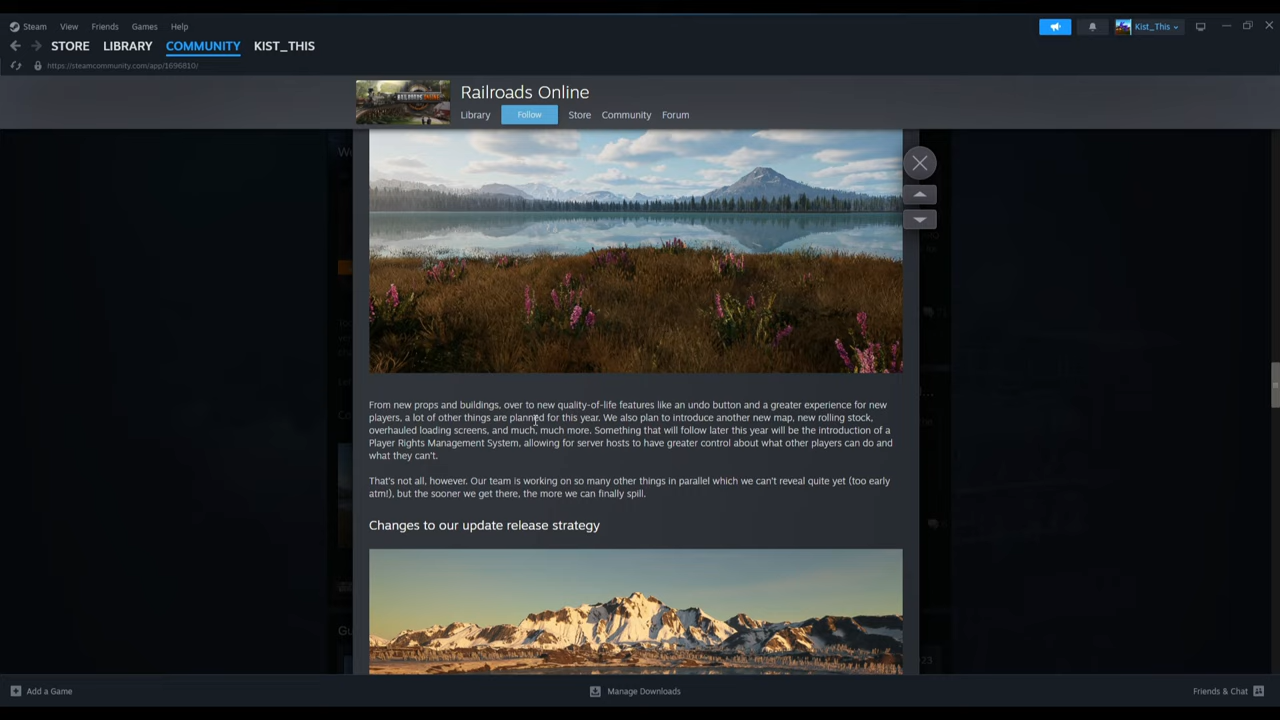 Steam View Friends Games Help
Kist_This
STORE LIBRARY COMMUNITY KIST_THIS
https://steamcommunity.com/app/1696810/
Railroads Online
Library Follow Store Community Forum
From new props and buildings, over to new quality-of-life features like an undo button and a greater experience for new
players, a lot of other things are planned for this year. We also plan to introduce another new map, new rolling stock,
overhauled loading screens, and much, much more. Something that will follow later this year will be the introduction of a
Player Rights Management System, allowing for server hosts to have greater control about what other players can do and
what they can't.
That's not all, however. Our team is working on so many other things in parallel which we can't reveal quite yet (too early
atm!), but the sooner we get there, the more we can finally spill.
Changes to our update release strategy
Add a Game
Manage Downloads
Friends & Chat